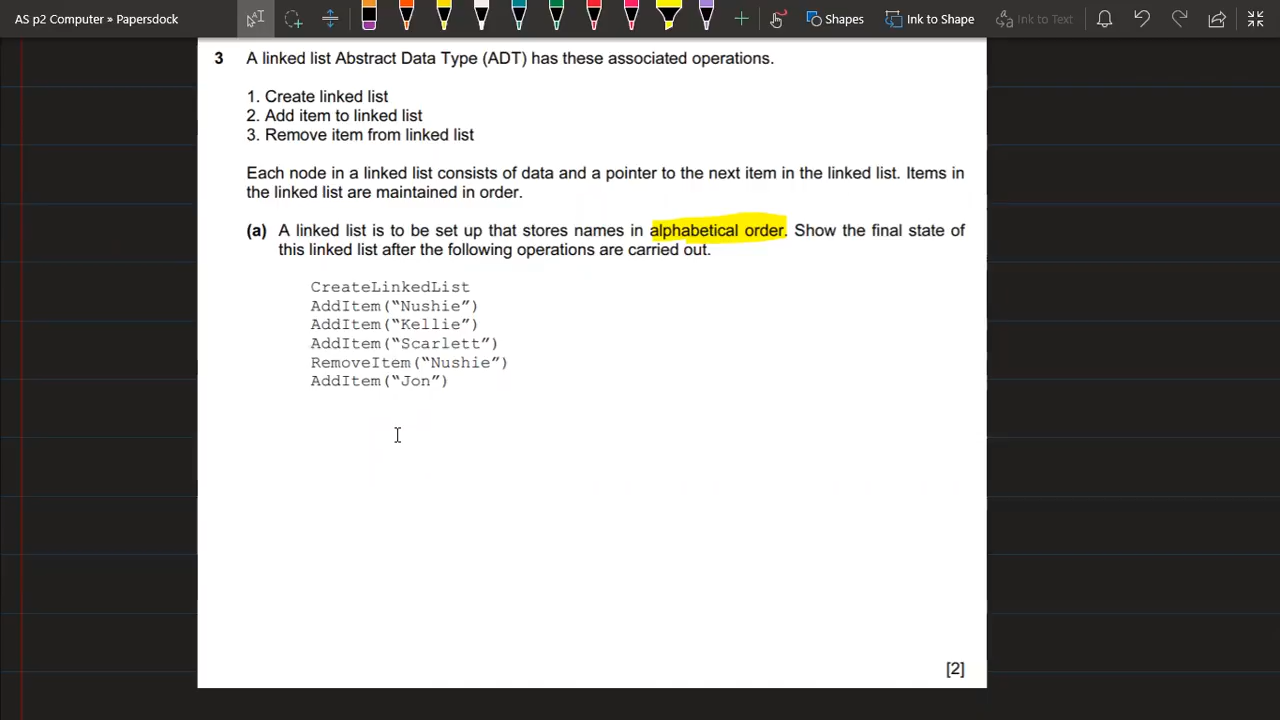 AS p2 Computer » Papersdock
Shapes
Ink to Shape
Ink to Text
3 A linked list Abstract Data Type (ADT) has these associated operations.
1. Create linked list
2. Add item to linked list
3. Remove item from linked list
Each node in a linked list consists of data and a pointer to the next item in the linked list. Items in
the linked list are maintained in order.
(a) A linked list is to be set up that stores names in alphabetical order. Show the final state of
this linked list after the following operations are carried out.
CreateLinkedList
AddItem(“Nushie”)
AddItem(“Kellie”)
AddItem(“Scarlett”)
RemoveItem(“Nushie”)
AddItem(“Jon”)
[2]